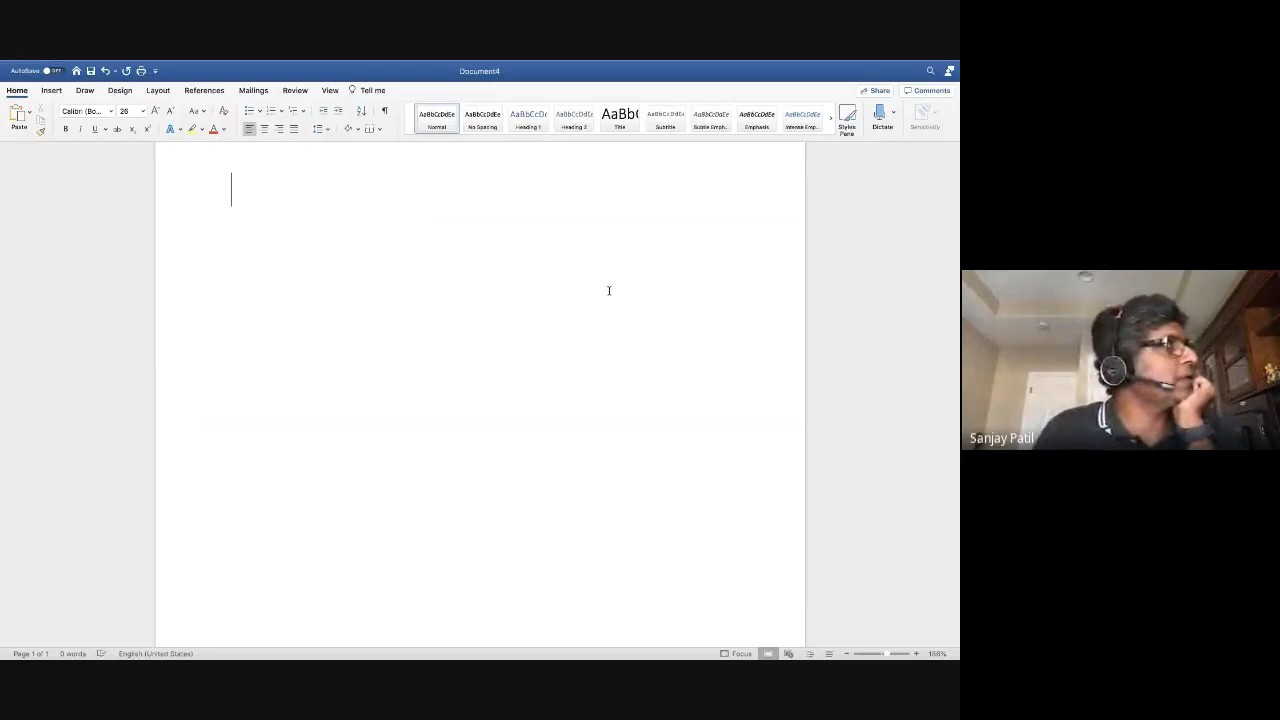 AutoSave OFF
Document4
Home Insert Draw Design Layout References Mailings Review View Tell me
Share Comments
Paste
Calibri (Bo... 26
AaBbCcDdEe AaBbCcDdEe AaBbCcDc AaBbCcDdEe AaBb( AaBbCcDdEe AaBbCcDdEe AaBbCcDdEe AaBbCcDdEe
Normal No Spacing Heading 1 Heading 2 Title Subtitle Subtle Emph... Emphasis Intense Emp...
Styles Pane
Dictate
Sensitivity
Sanjay Patil
Page 1 of 1 0 words English (United States) Focus 186%